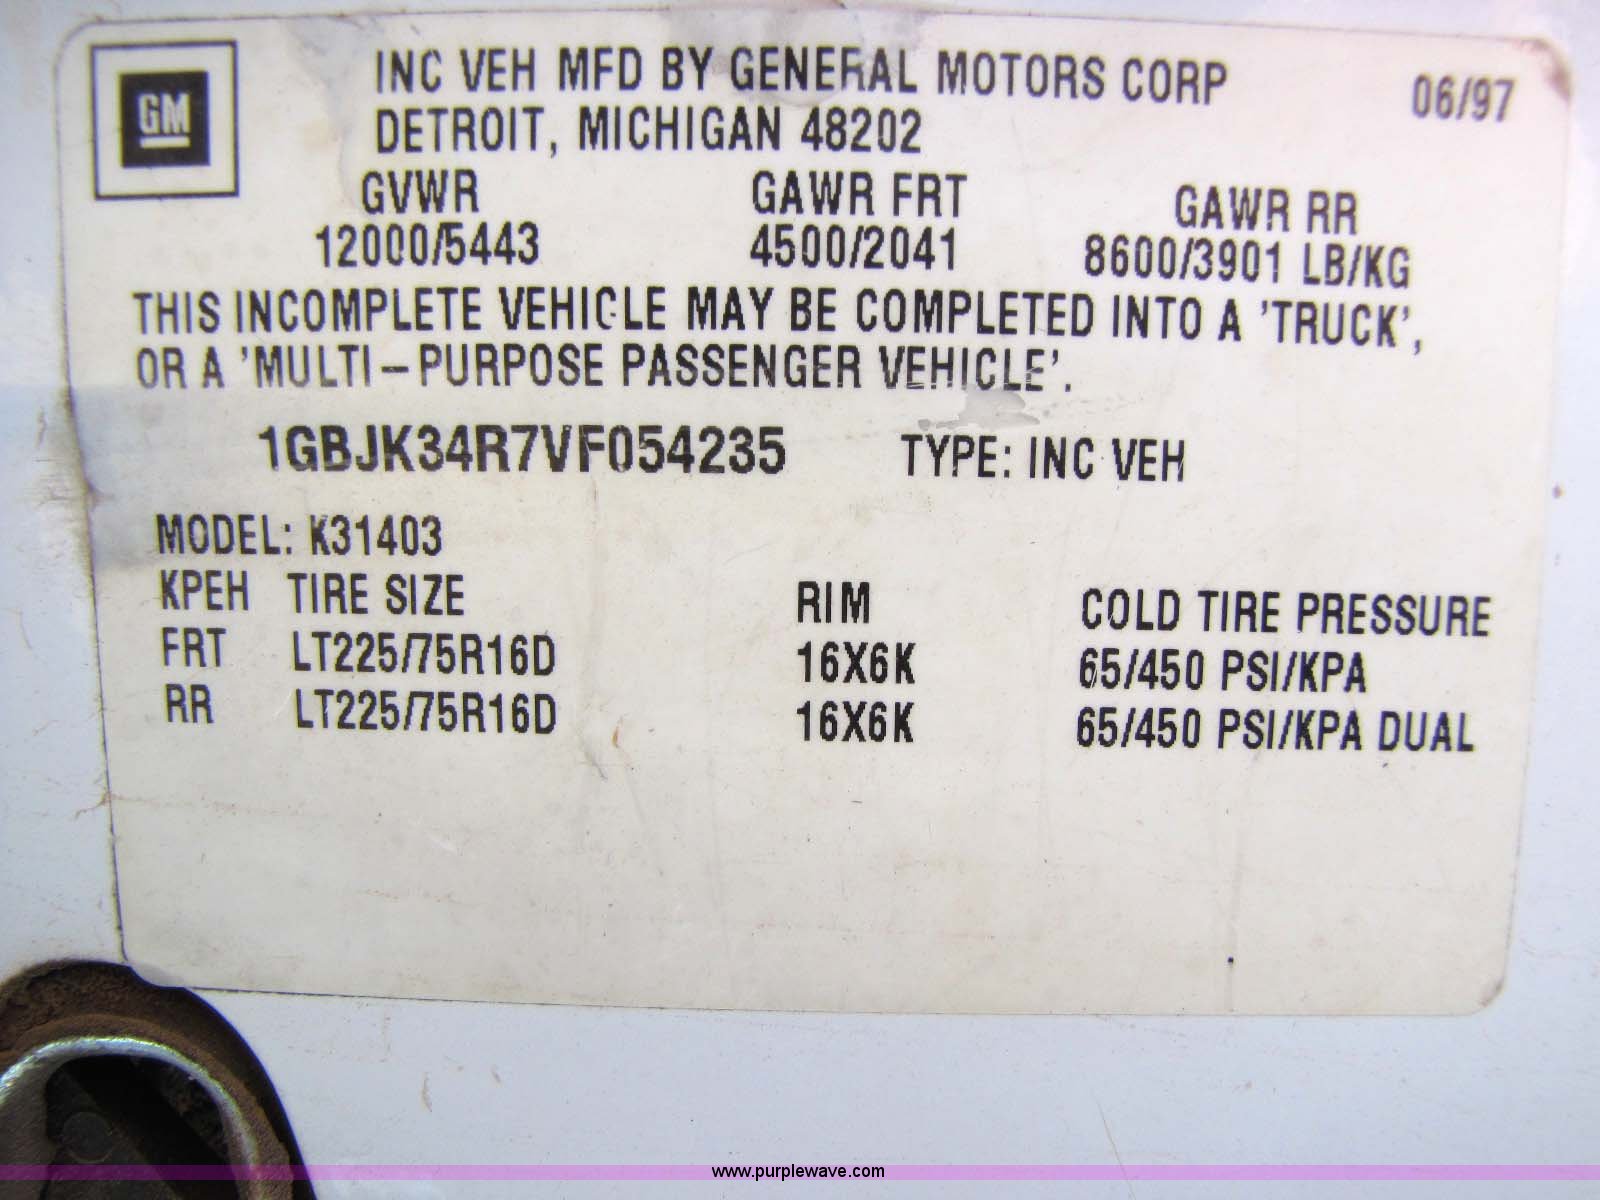 GM
INC VEH MFD BY GENERAL MOTORS CORP 06/97
DETROIT, MICHIGAN 48202
GVWR GAWR FRT GAWR RR
12000/5443 4500/2041 8600/3901 LB/KG
THIS INCOMPLETE VEHICLE MAY BE COMPLETED INTO A 'TRUCK',
OR A 'MULTI-PURPOSE PASSENGER VEHICLE'.
1GBJK34R7VF054235 TYPE: INC VEH
MODEL: K31403
KPEH TIRE SIZE RIM COLD TIRE PRESSURE
FRT LT225/75R16D 16X6K 65/450 PSI/KPA
RR LT225/75R16D 16X6K 65/450 PSI/KPA DUAL
www.purplewave.com